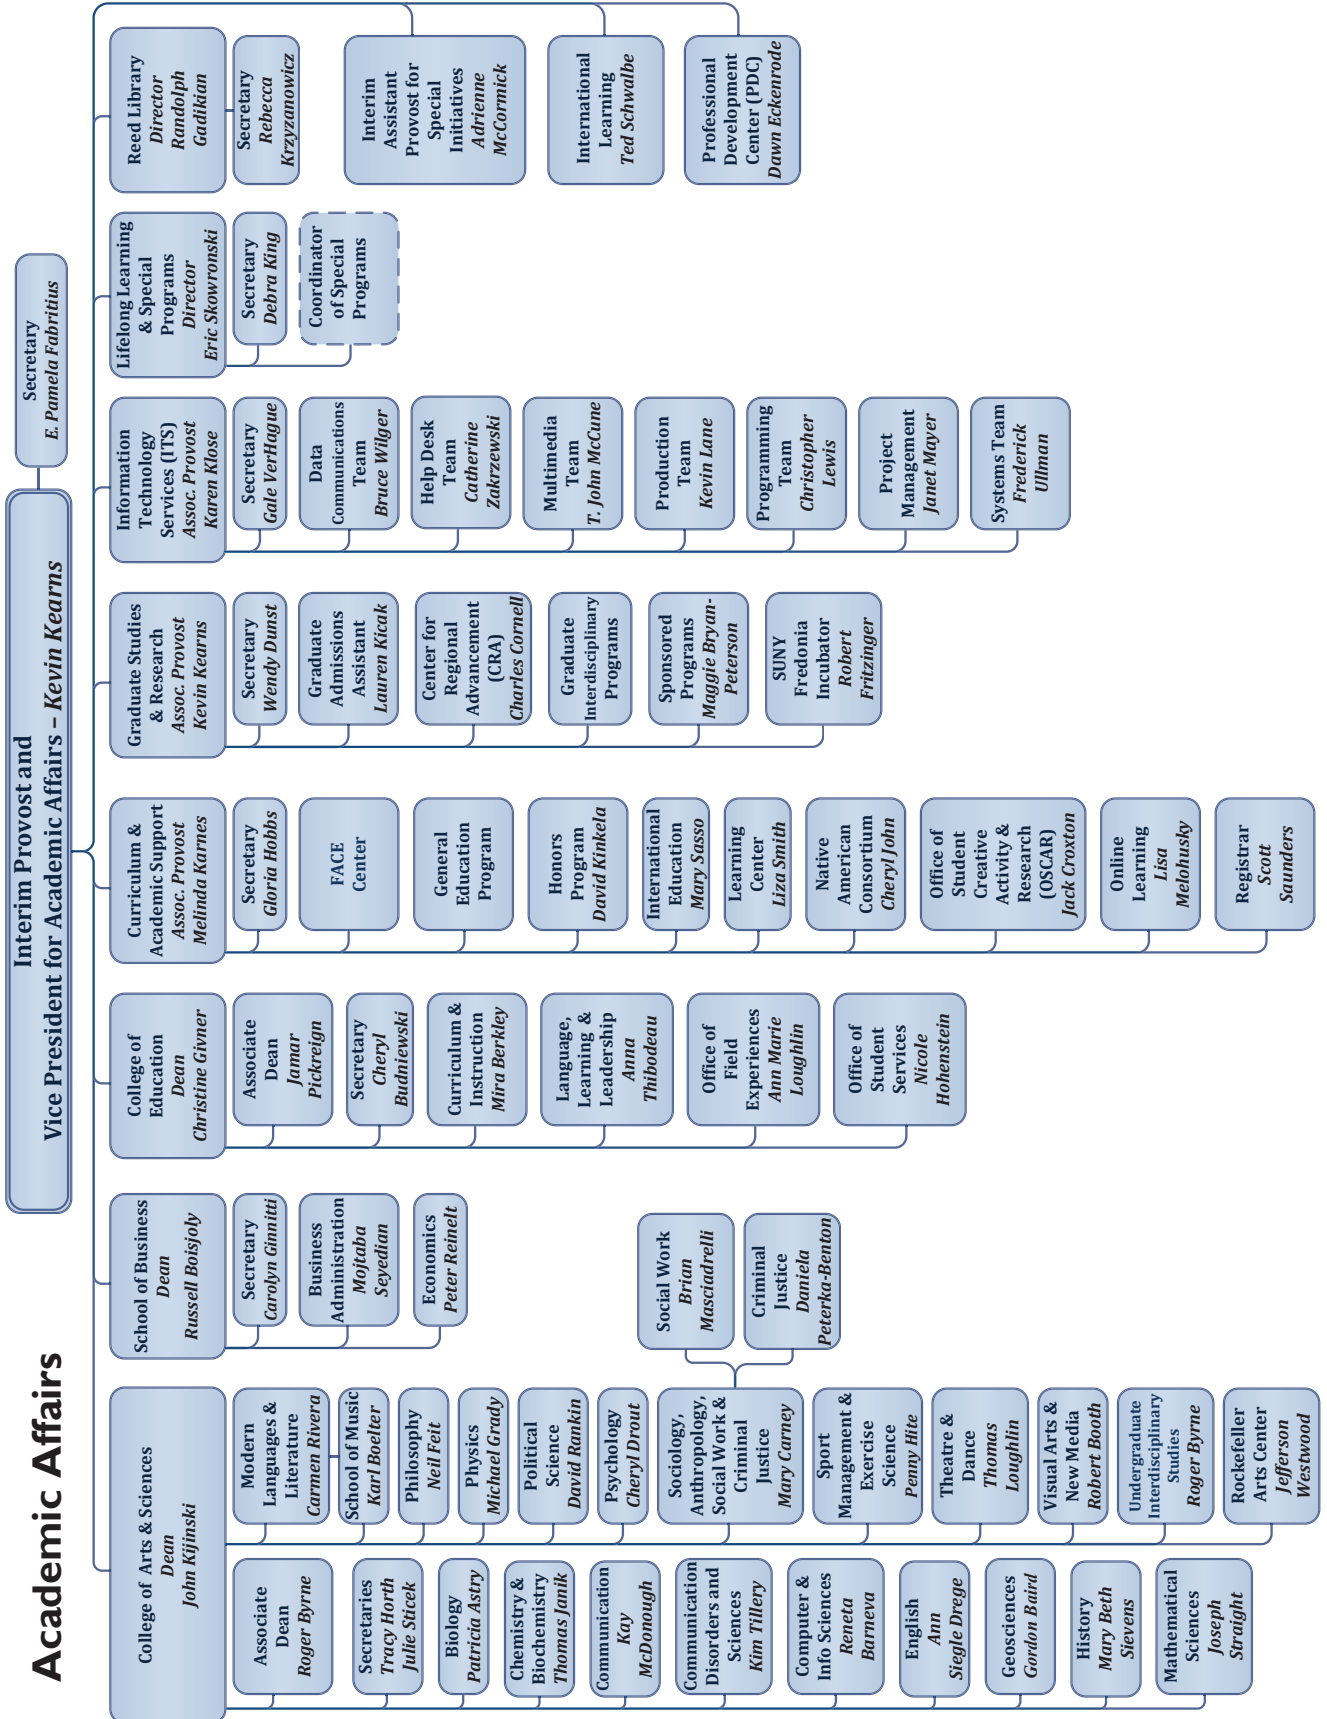 Academic Affairs
Interim Provost and
Vice President for Academic Affairs – Kevin Kearns
Secretary
E. Pamela Fabritius
College of Arts & Sciences
Dean
John Kijinski
Associate
Dean
Roger Byrne
Secretaries
Tracy Horth
Julie Sticek
Biology
Patricia Astry
Chemistry &
Biochemistry
Thomas Janik
Communication
Kay
McDonough
Communication
Disorders and
Sciences
Kim Tillery
Computer &
Info Sciences
Reneta
Barneva
English
Ann
Siegle Drege
Geosciences
Gordon Baird
History
Mary Beth
Sievens
Mathematical
Sciences
Joseph
Straight
Modern
Languages &
Literature
Carmen Rivera
School of Music
Karl Boelter
Philosophy
Neil Feit
Physics
Michael Grady
Political
Science
David Rankin
Psychology
Cheryl Drout
Sociology,
Anthropology,
Social Work &
Criminal
Justice
Mary Carney
Social Work
Brian
Masciadrelli
Criminal
Justice
Daniela
Peterka-Benton
Sport
Management &
Exercise
Science
Penny Hite
Theatre &
Dance
Thomas
Loughlin
Visual Arts &
New Media
Robert Booth
Undergraduate
Interdisciplinary
Studies
Roger Byrne
Rockefeller
Arts Center
Jefferson
Westwood
School of Business
Dean
Russell Boisjoly
Secretary
Carolyn Ginnitti
Business
Administration
Mojtaba
Seyedian
Economics
Peter Reinelt
College of
Education
Dean
Christine Givner
Associate
Dean
Jamar
Pickreign
Secretary
Cheryl
Budniewski
Curriculum &
Instruction
Mira Berkley
Language,
Learning &
Leadership
Anna
Thibodeau
Office of
Field
Experiences
Ann Marie
Loughlin
Office of
Student
Services
Nicole
Hohenstein
Curriculum &
Academic Support
Assoc. Provost
Melinda Karnes
Secretary
Gloria Hobbs
FACE
Center
General
Education
Program
Honors
Program
David Kinkela
International
Education
Mary Sasso
Learning
Center
Liza Smith
Native
American
Consortium
Cheryl John
Office of
Student
Creative
Activity &
Research
(OSCAR)
Jack Croxton
Online
Learning
Lisa
Melohusky
Registrar
Scott
Saunders
Graduate Studies
& Research
Assoc. Provost
Kevin Kearns
Secretary
Wendy Dunst
Graduate
Admissions
Assistant
Lauren Kicak
Center for
Regional
Advancement
(CRA)
Charles Cornell
Graduate
Interdisciplinary
Programs
Sponsored
Programs
Maggie Bryan-
Peterson
SUNY
Fredonia
Incubator
Robert
Fritzinger
Information
Technology
Services (ITS)
Assoc. Provost
Karen Klose
Secretary
Gale VerHague
Data
Communications
Team
Bruce Wilger
Help Desk
Team
Catherine
Zakrzewski
Multimedia
Team
T. John McCune
Production
Team
Kevin Lane
Programming
Team
Christopher
Lewis
Project
Management
Janet Mayer
Systems Team
Frederick
Ullman
Lifelong Learning
& Special
Programs
Director
Eric Skowronski
Secretary
Debra King
Coordinator
of Special
Programs
Reed Library
Director
Randolph
Gadikian
Secretary
Rebecca
Krzyzanowicz
Interim
Assistant
Provost for
Special
Initiatives
Adrienne
McCormick
International
Learning
Ted Schwalbe
Professional
Development
Center (PDC)
Dawn Eckenrode